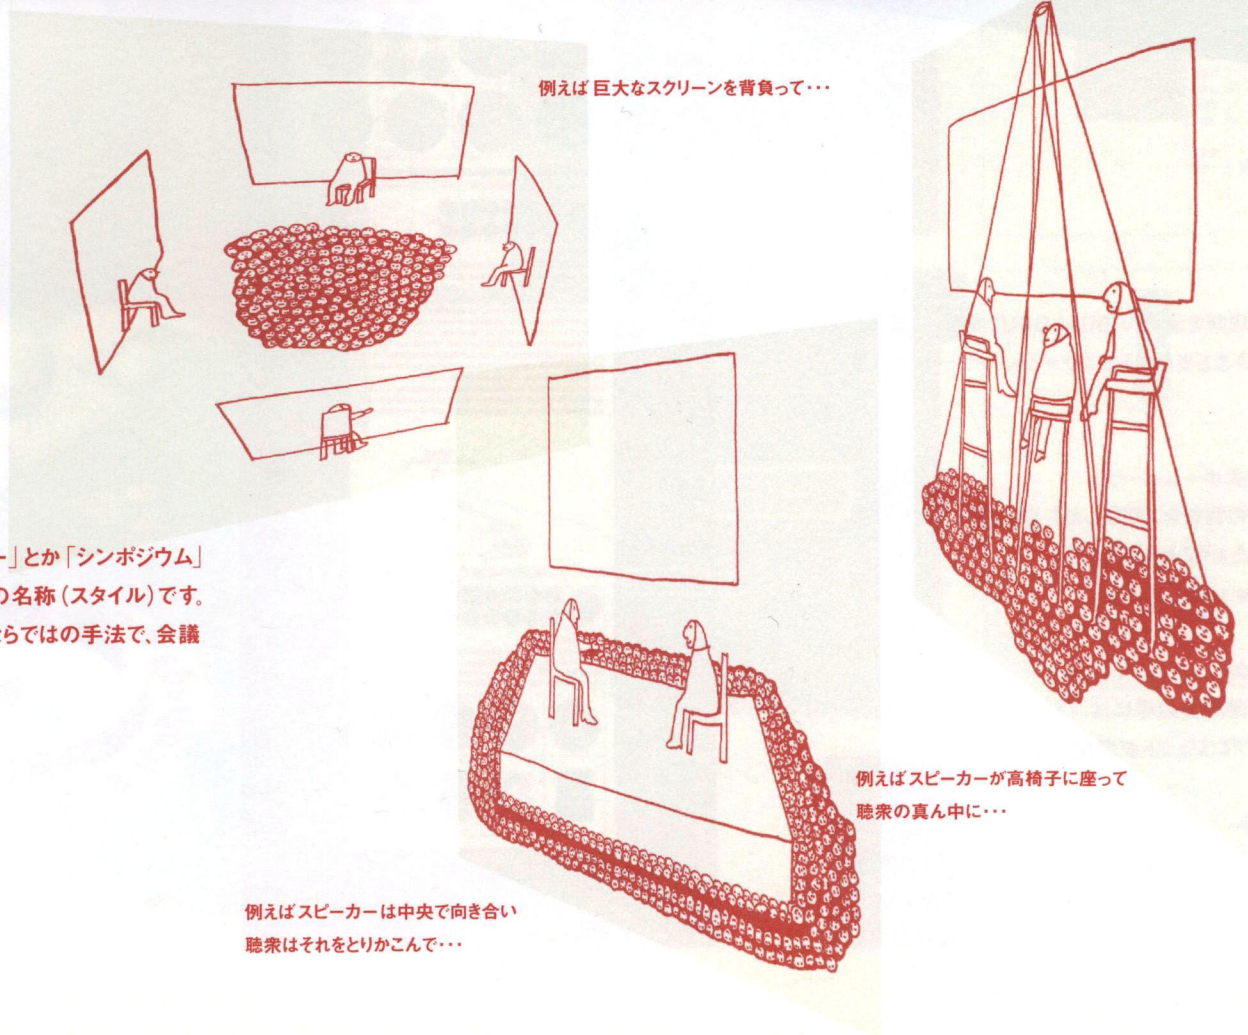 例えば巨大なスクリーンを背負って・・・
ー」とか「シンポジウム」
の名称（スタイル）です。
らではの手法で、会議
例えばスピーカーが高椅子に座って
聴衆の真ん中に・・・
例えばスピーカーは中央で向き合い
聴衆はそれをとりかこんで・・・